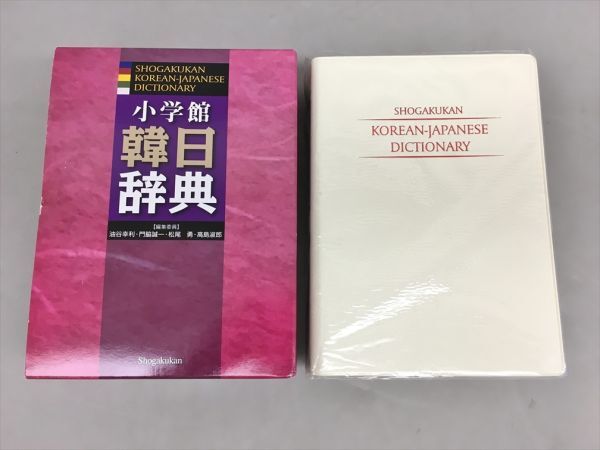 SHOGAKUKAN
KOREAN-JAPANESE
DICTIONARY
小学館
韓日
辞典
【編集委員】
油谷幸利・門脇誠一・松尾 勇・高島淑郎
Shogakukan
SHOGAKUKAN
KOREAN-JAPANESE
DICTIONARY